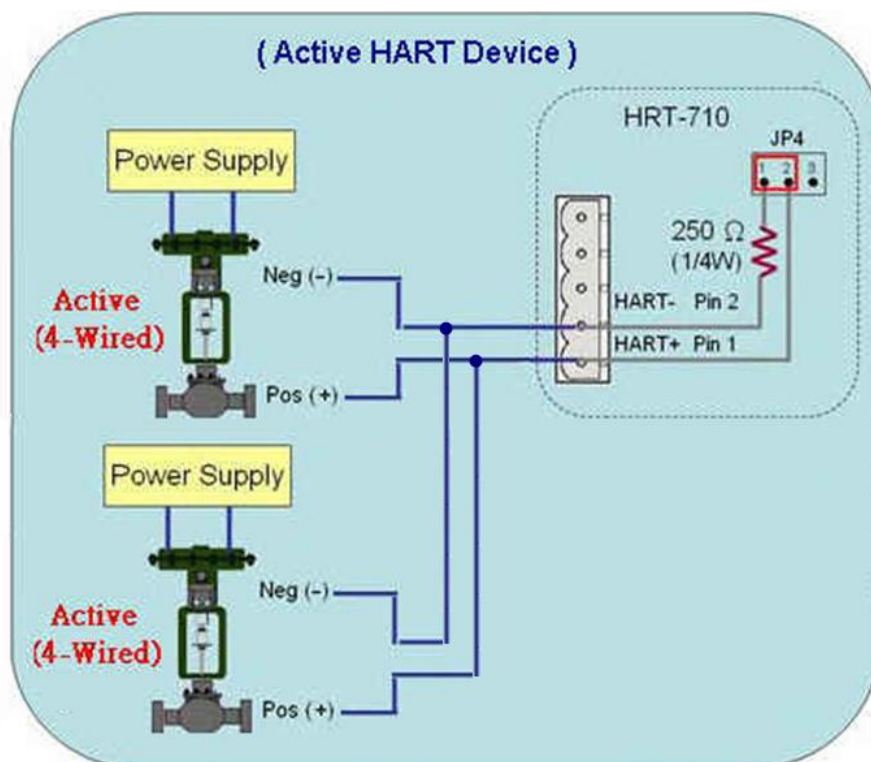 ( Active HART Device )
HRT-710
JP4
1 2 3
Power Supply
250 Ω
(1/4W)
Neg (-)
Active
(4-Wired)
HART- Pin 2
HART+ Pin 1
Pos (+)
Power Supply
Neg (-)
Active
(4-Wired)
Pos (+)